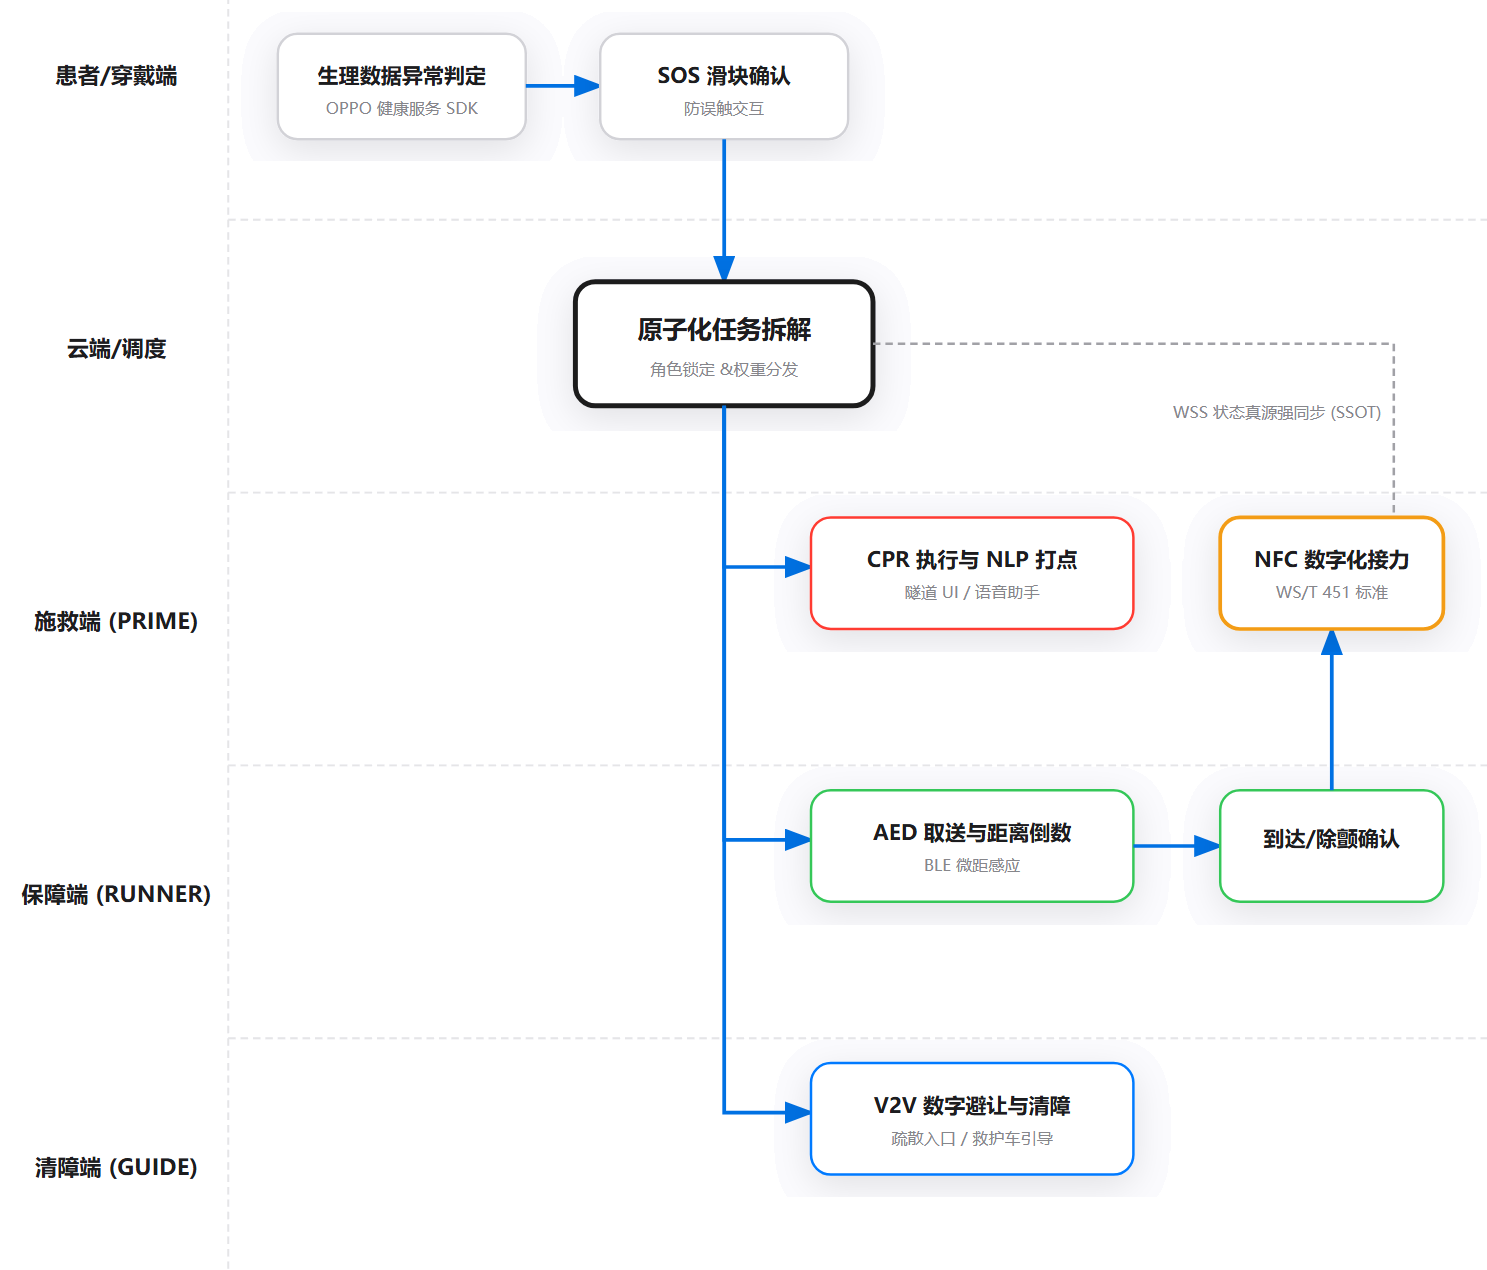 患者/穿戴端
生理数据异常判定
OPPO 健康服务 SDK
SOS 滑块确认
防误触交互
云端/调度
原子化任务拆解
角色锁定 &权重分发
WSS 状态真源强同步 (SSOT)
施救端 (PRIME)
CPR 执行与 NLP 打点
隧道 UI / 语音助手
NFC 数字化接力
WS/T 451 标准
保障端 (RUNNER)
AED 取送与距离倒数
BLE 微距感应
到达/除颤确认
清障端 (GUIDE)
V2V 数字避让与清障
疏散入口 / 救护车引导